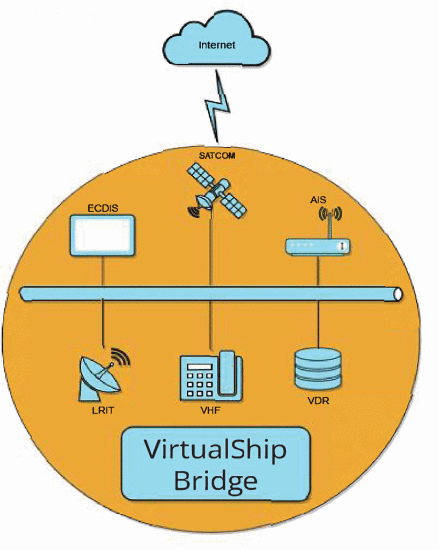 Internet
SATCOM
ECDIS
AIS
LRIT
VHF
VDR
VirtualShip
Bridge